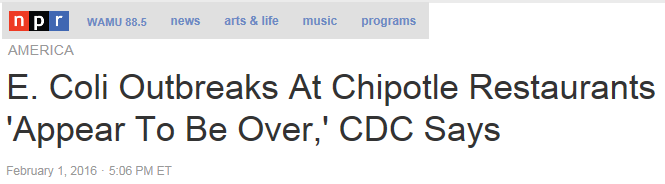 npr WAMU 88.5 news arts & life music programs
AMERICA
E. Coli Outbreaks At Chipotle Restaurants
'Appear To Be Over,' CDC Says
February 1, 2016 · 5:06 PM ET